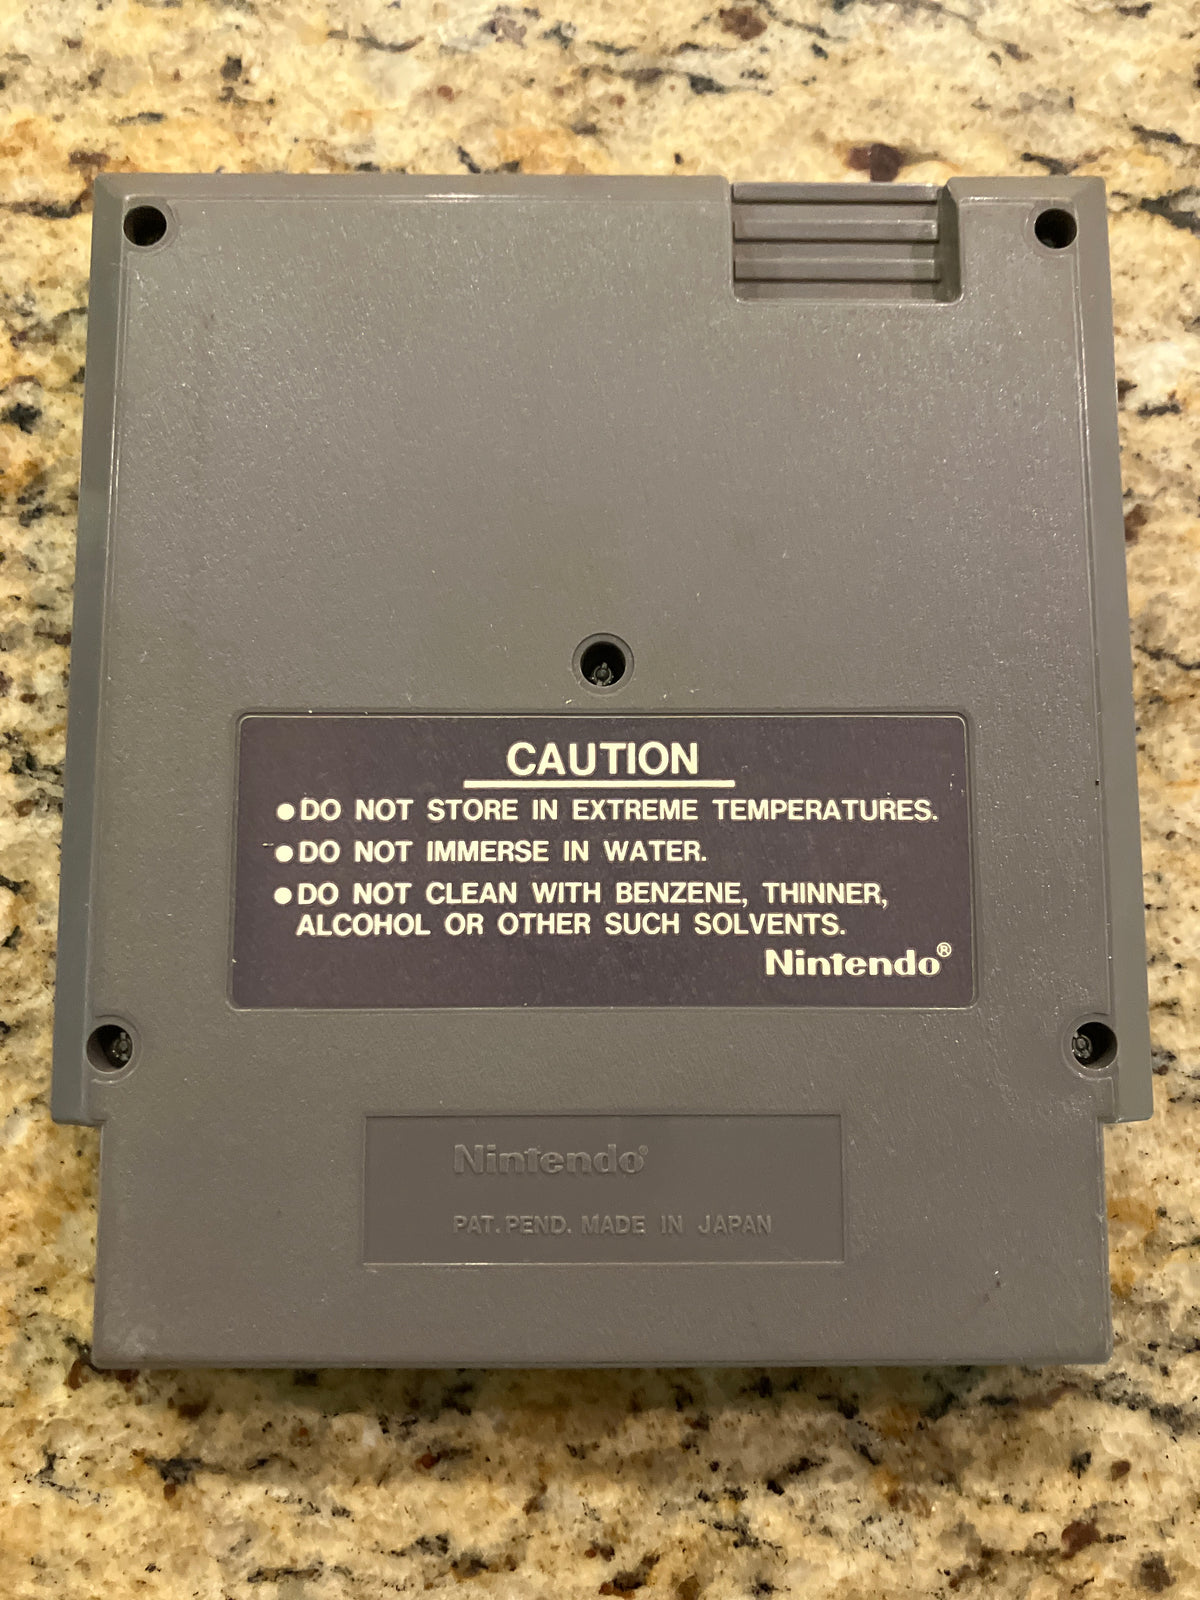 CAUTION
●DO NOT STORE IN EXTREME TEMPERATURES.
●DO NOT IMMERSE IN WATER.
●DO NOT CLEAN WITH BENZENE, THINNER,
ALCOHOL OR OTHER SUCH SOLVENTS.
Nintendo®
Nintendo®
PAT. PEND. MADE IN JAPAN